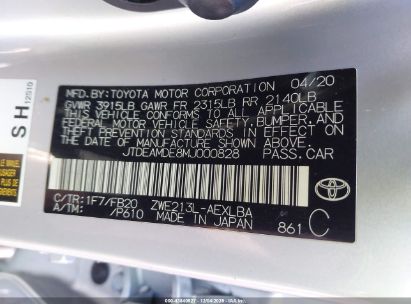 MFD.BY:TOYOTA MOTOR CORPORATION 04/20
GVWR 3915LB GAWR FR 2315LB RR 2140LB
THIS VEHICLE CONFORMS TO ALL APPLICABLE
FEDERAL MOTOR VEHICLE SAFETY, BUMPER, AND
THEFT PREVENTION STANDARDS IN EFFECT ON
THE DATE OF MANUFACTURE SHOWN ABOVE.
JTDEAMDE8MJ000828 PASS.CAR
C/TR: 1F7/FB20 ZWE213L-AEXLBA
A/TM: /P610 MADE IN JAPAN 861 C
TOYOTA
SH